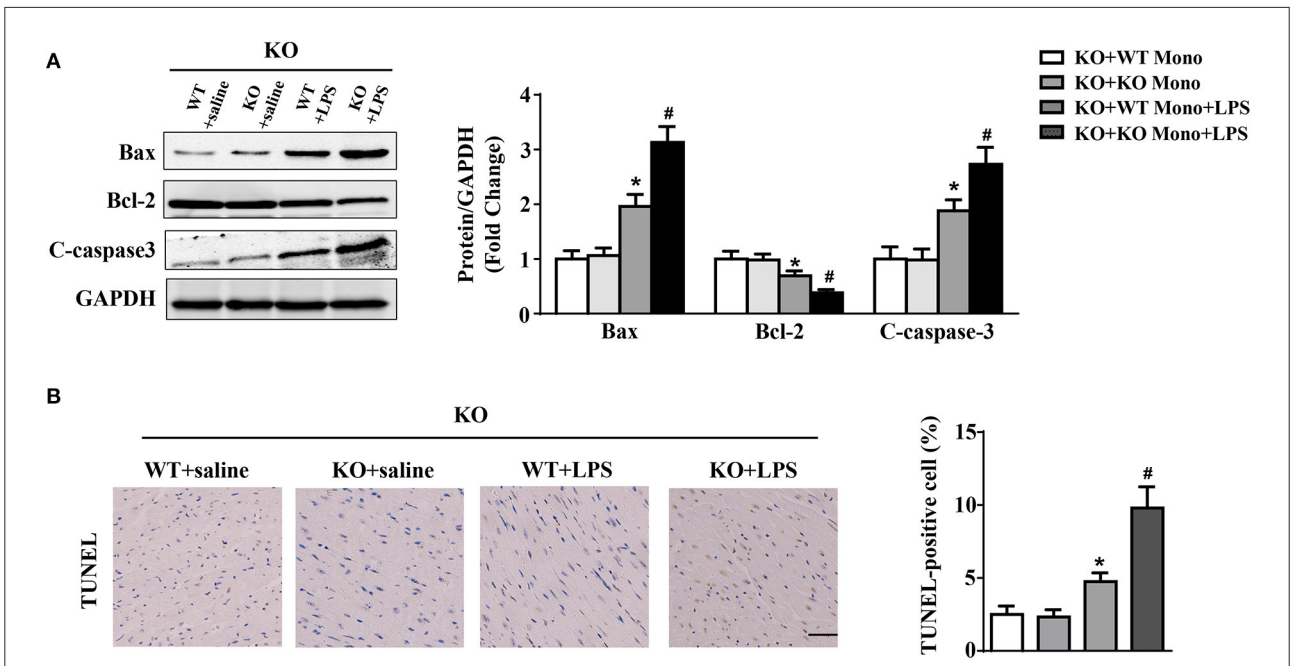 A
KO
WT +saline
KO +saline
WT +LPS
KO +LPS
Bax
Bcl-2
C-caspase3
GAPDH
Protein/GAPDH
(Fold Change)
4
3
2
1
0
*
#
*
#
*
#
Bax
Bcl-2
C-caspase-3
KO+WT Mono
KO+KO Mono
KO+WT Mono+LPS
KO+KO Mono+LPS
B
KO
WT+saline
KO+saline
WT+LPS
KO+LPS
TUNEL
TUNEL-positive cell (%)
15
10
5
0
*
#